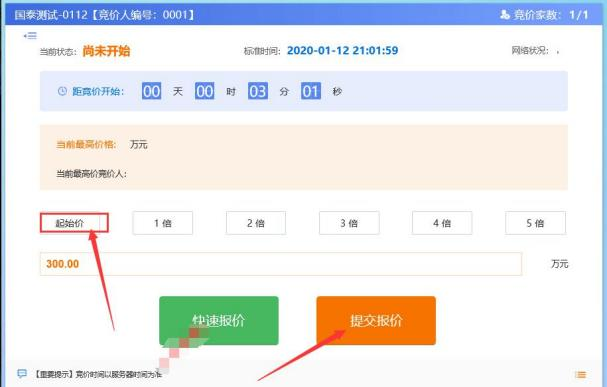 国泰测试-0112【竞价人编号：0001】 竞价家数：1/1
当前状态：尚未开始 标准时间：2020-01-12 21:01:59 网络状况：，
距竞价开始：00 天 00 时 03 分 01 秒
当前最高价格： 万元
当前最高价竞价人：
起始价 1 倍 2 倍 3 倍 4 倍 5 倍
300.00 万元
快速报价 提交报价
【重要提示】竞价时间以服务器时间为准